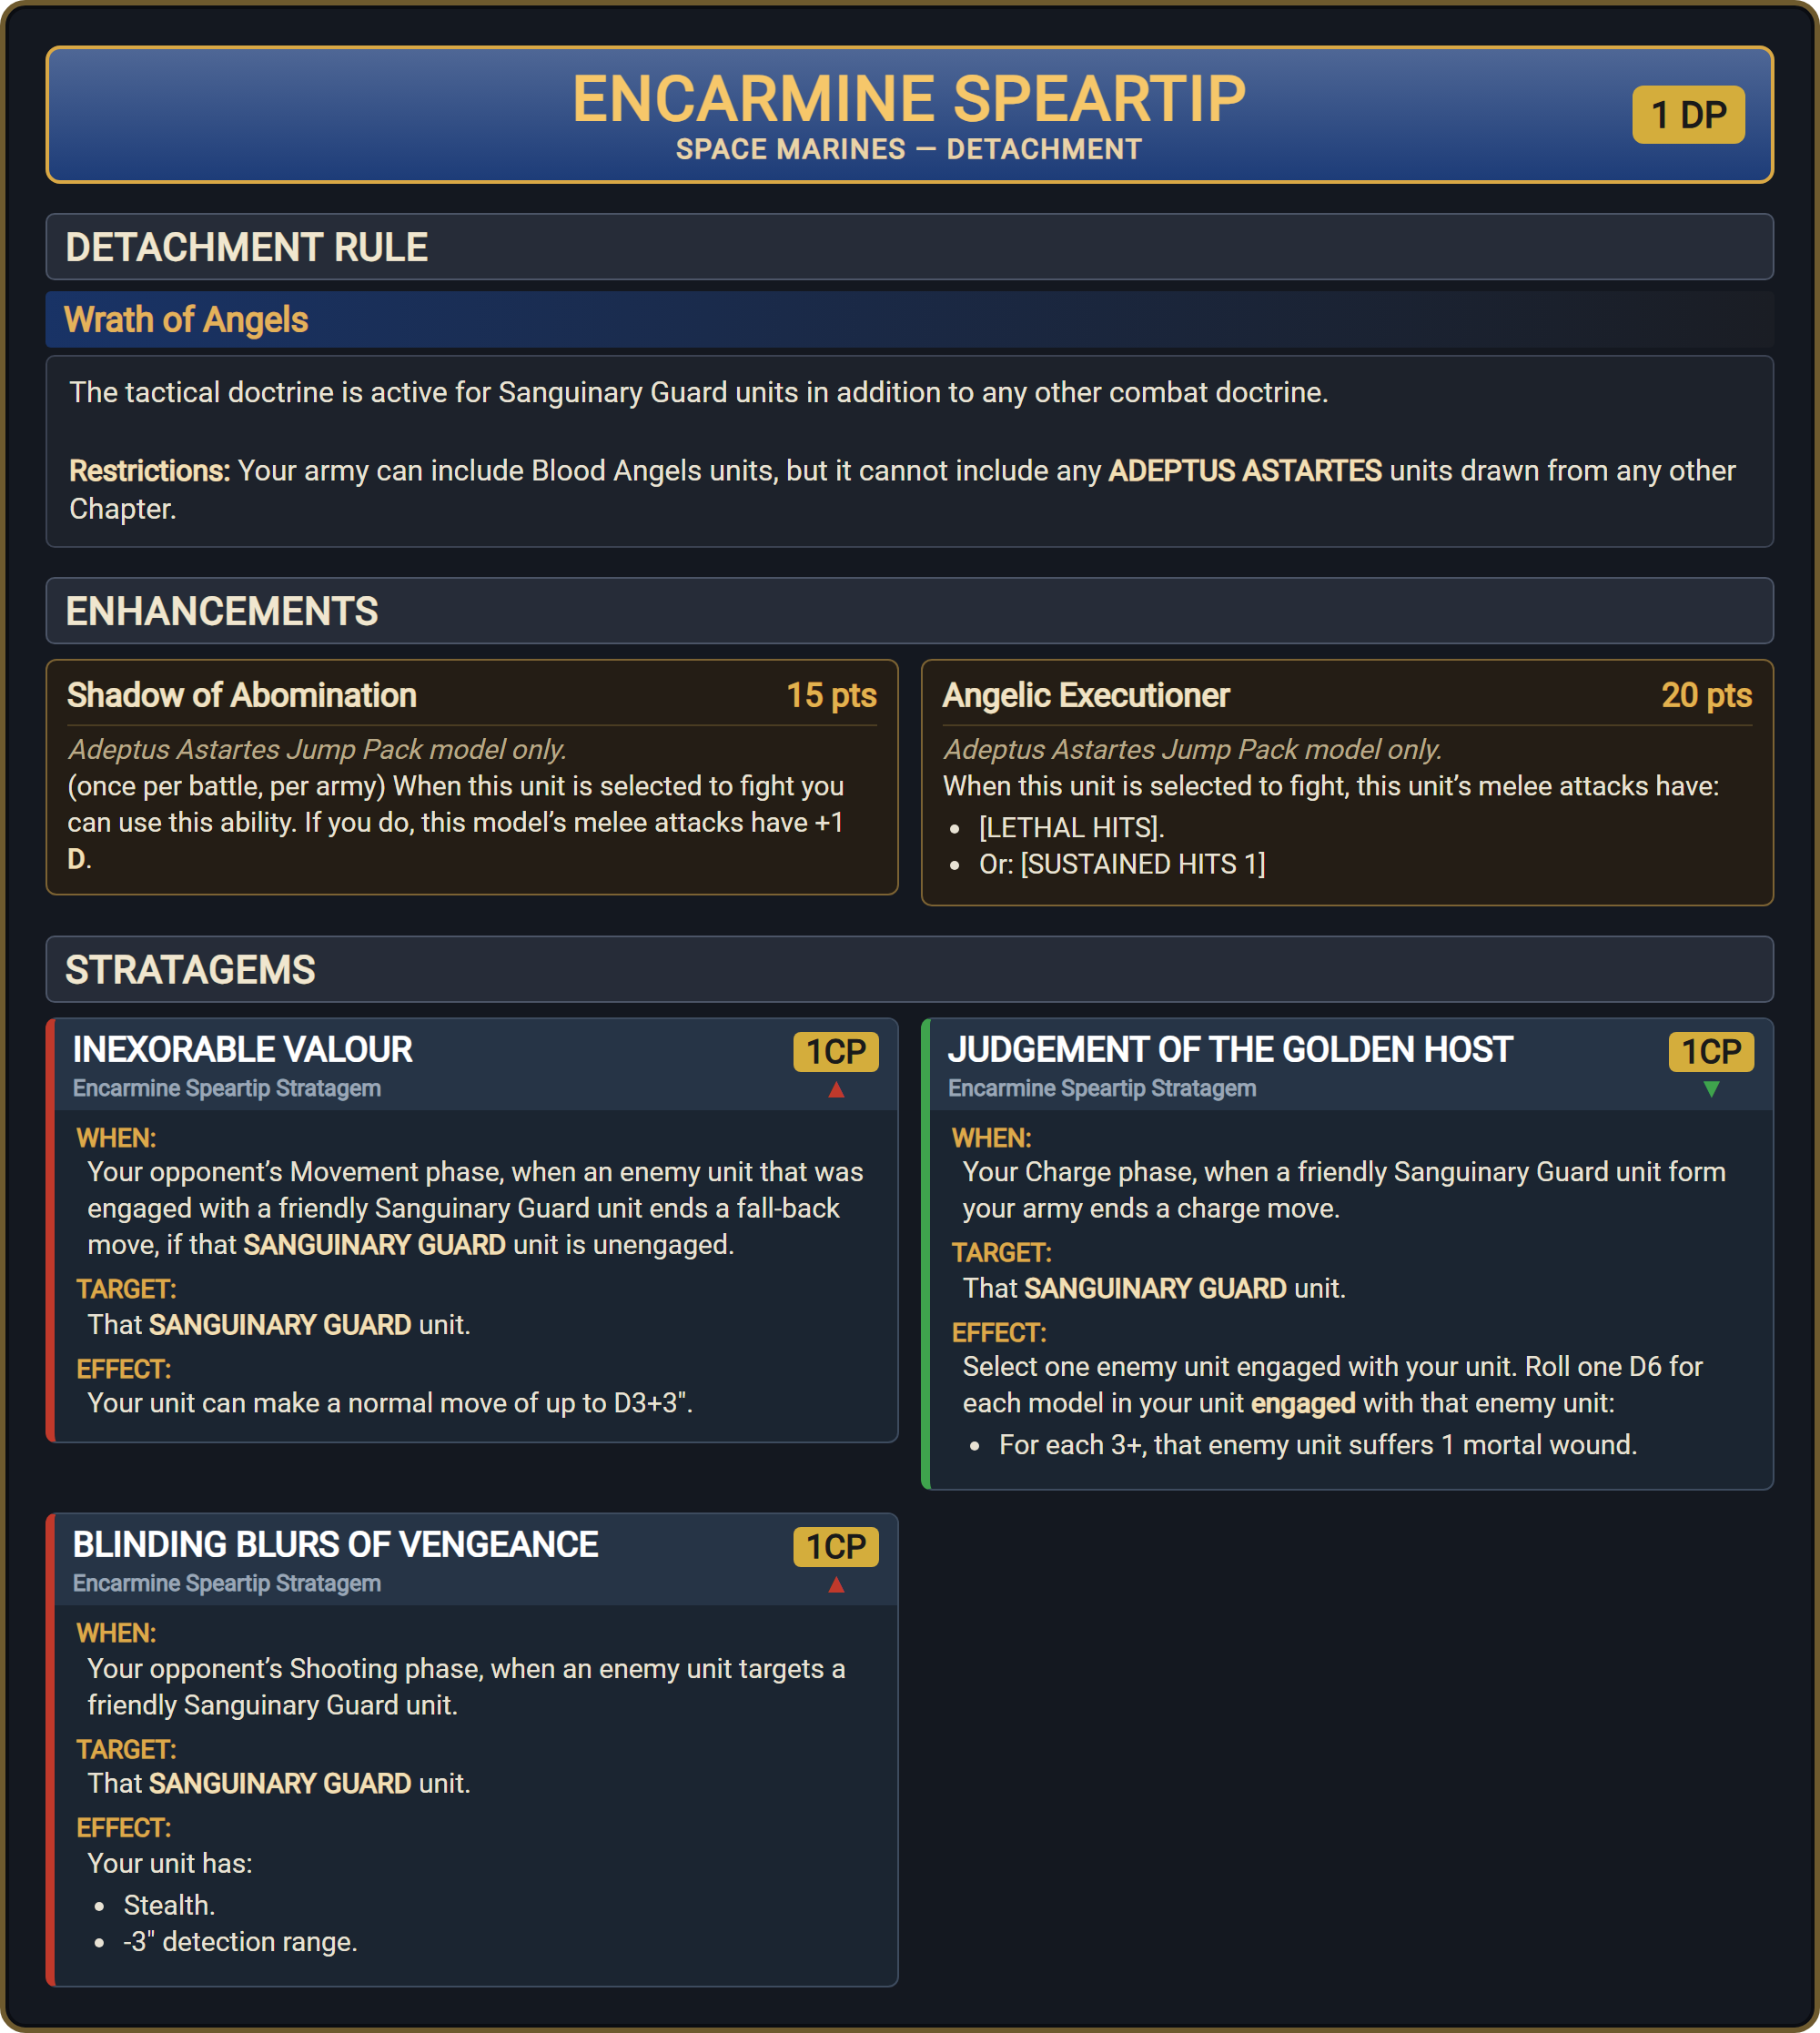 ENCARMINE SPEARTIP
SPACE MARINES — DETACHMENT
1 DP
DETACHMENT RULE
Wrath of Angels
The tactical doctrine is active for Sanguinary Guard units in addition to any other combat doctrine.
Restrictions: Your army can include Blood Angels units, but it cannot include any ADEPTUS ASTARTES units drawn from any other
Chapter.
ENHANCEMENTS
Shadow of Abomination
15 pts
Adeptus Astartes Jump Pack model only.
(once per battle, per army) When this unit is selected to fight you
can use this ability. If you do, this model’s melee attacks have +1
D.
Angelic Executioner
20 pts
Adeptus Astartes Jump Pack model only.
When this unit is selected to fight, this unit’s melee attacks have:
• [LETHAL HITS].
• Or: [SUSTAINED HITS 1]
STRATAGEMS
INEXORABLE VALOUR
1CP
Encarmine Speartip Stratagem
▲
WHEN:
Your opponent’s Movement phase, when an enemy unit that was
engaged with a friendly Sanguinary Guard unit ends a fall-back
move, if that SANGUINARY GUARD unit is unengaged.
TARGET:
That SANGUINARY GUARD unit.
EFFECT:
Your unit can make a normal move of up to D3+3".
JUDGEMENT OF THE GOLDEN HOST
1CP
Encarmine Speartip Stratagem
▼
WHEN:
Your Charge phase, when a friendly Sanguinary Guard unit form
your army ends a charge move.
TARGET:
That SANGUINARY GUARD unit.
EFFECT:
Select one enemy unit engaged with your unit. Roll one D6 for
each model in your unit engaged with that enemy unit:
• For each 3+, that enemy unit suffers 1 mortal wound.
BLINDING BLURS OF VENGEANCE
1CP
Encarmine Speartip Stratagem
▲
WHEN:
Your opponent’s Shooting phase, when an enemy unit targets a
friendly Sanguinary Guard unit.
TARGET:
That SANGUINARY GUARD unit.
EFFECT:
Your unit has:
• Stealth.
• -3" detection range.